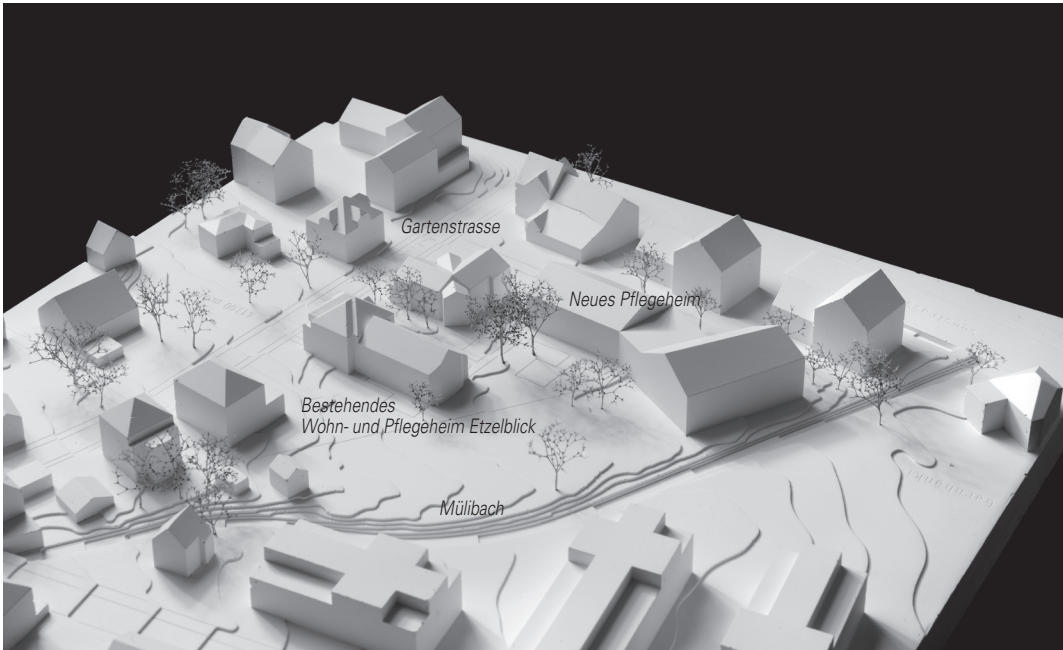 Gartenstrasse
Neues Pflegeheim
Bestehendes
Wohn- und Pflegeheim Etzelblick
Mülibach